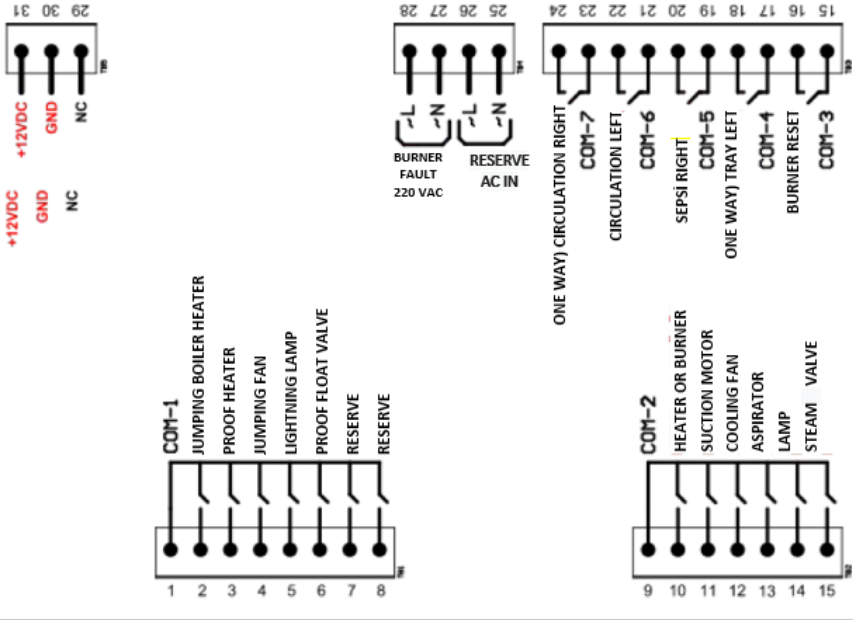 31 30 29
28 27 26 25
24 23 22 21 20 19 18 17 16 15
TB5
TB4
TB3
+12VDC
GND
NC
L
N
L
N
BURNER
FAULT
220 VAC
RESERVE
AC IN
ONE WAY) CIRCULATION RIGHT
COM-7
CIRCULATION LEFT
COM-6
SEPSİ RIGHT
COM-5
ONE WAY) TRAY LEFT
COM-4
BURNER RESET
COM-3
+12VDC
GND
NC
COM-1
JUMPING BOILER HEATER
PROOF HEATER
JUMPING FAN
LIGHTNING LAMP
PROOF FLOAT VALVE
RESERVE
RESERVE
COM-2
HEATER OR BURNER
SUCTION MOTOR
COOLING FAN
ASPIRATOR
LAMP
STEAM VALVE
TB1
TB2
1 2 3 4 5 6 7 8
9 10 11 12 13 14 15